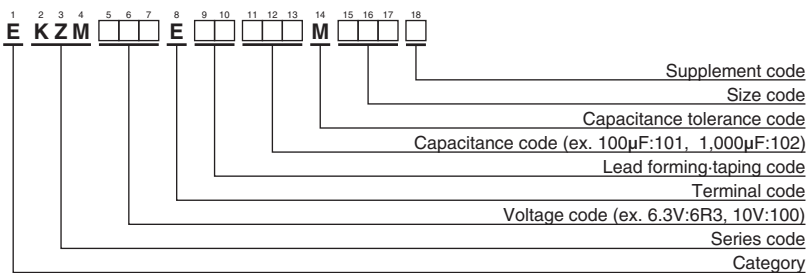 1 2 3 4 5 6 7 8 9 10 11 12 13 14 15 16 17 18
E KZM □□□ E □□ □□□ M □□□ □
Supplement code
Size code
Capacitance tolerance code
Capacitance code (ex. 100µF:101, 1,000µF:102)
Lead forming·taping code
Terminal code
Voltage code (ex. 6.3V:6R3, 10V:100)
Series code
Category